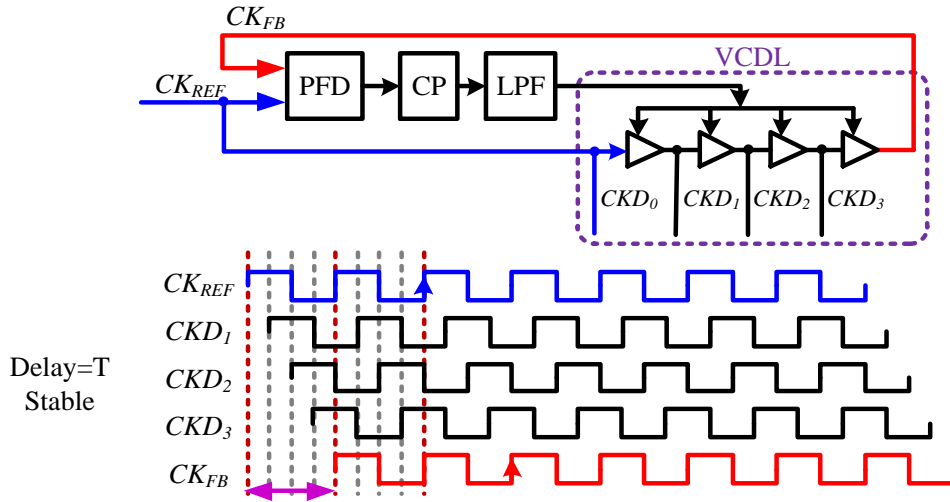 CK_FB
VCDL
CK_REF
PFD
CP
LPF
CKD_0
CKD_1
CKD_2
CKD_3
CK_REF
CKD_1
Delay=T
Stable
CKD_2
CKD_3
CK_FB